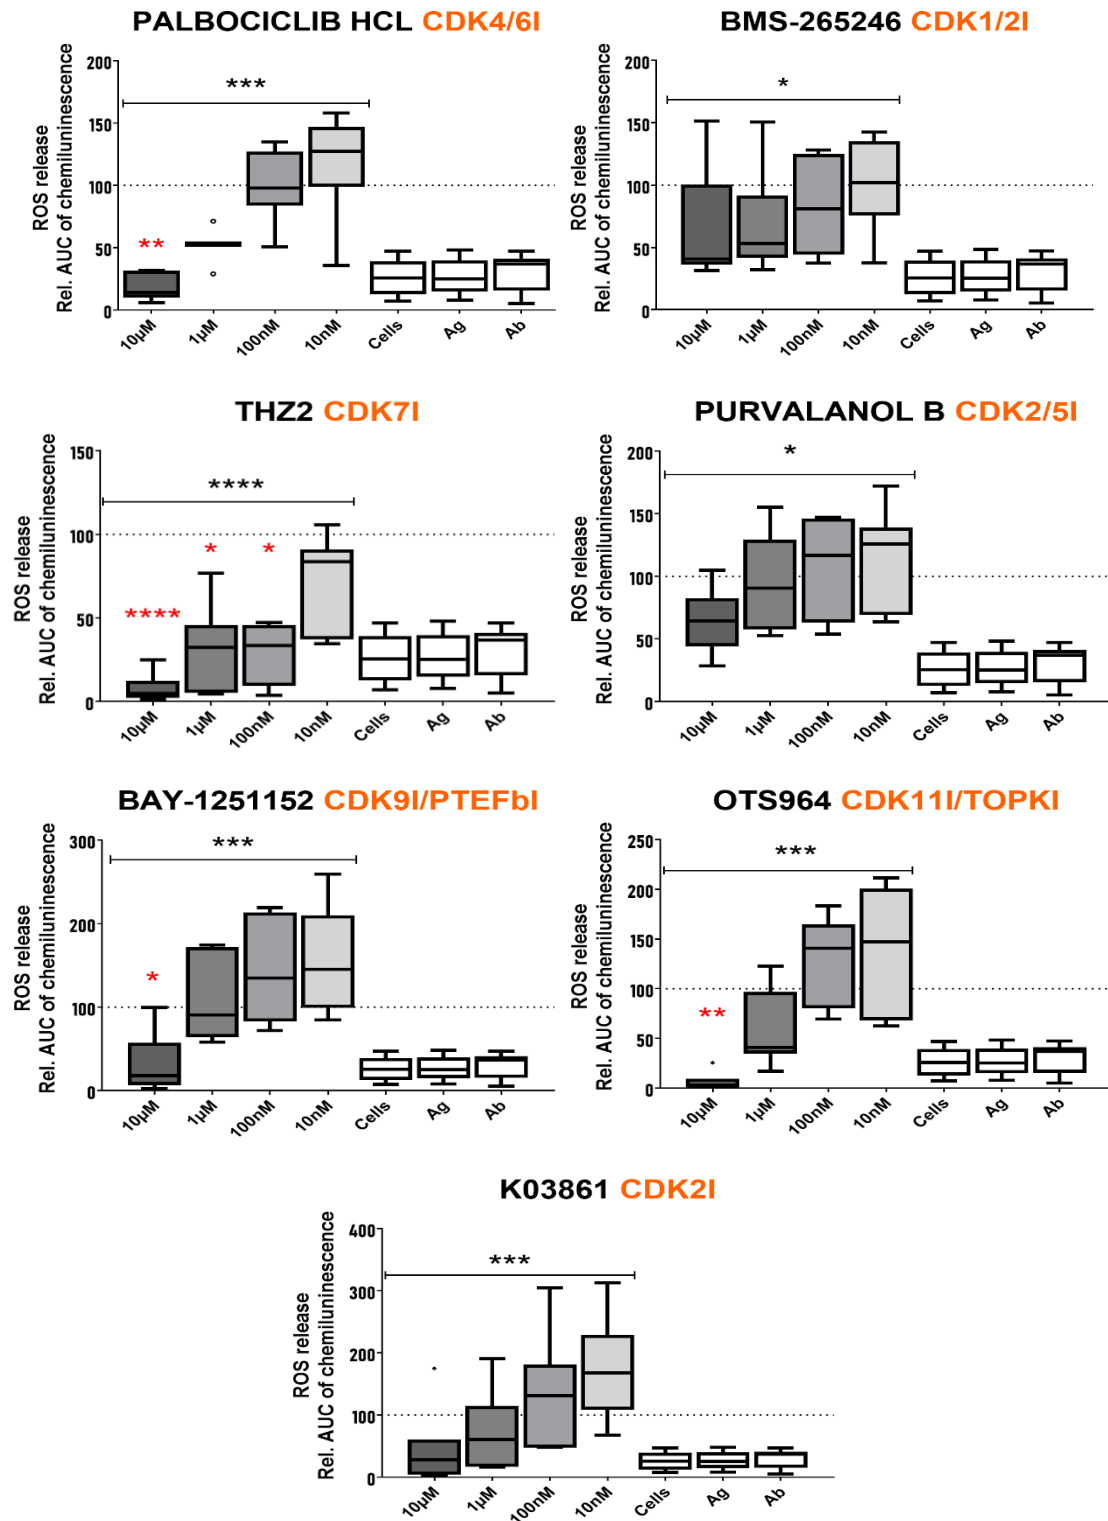 PALBOCICLIB HCL CDK4/6I
ROS release
Rel. AUC of chemiluninescence
200
150
100
50
0
***
**
10µM
1µM
100nM
10nM
Cells
Ag
Ab
BMS-265246 CDK1/2I
ROS release
Rel. AUC of chemiluninescence
200
150
100
50
0
*
10µM
1µM
100nM
10nM
Cells
Ag
Ab
THZ2 CDK7I
ROS release
Rel. AUC of chemiluninescence
150
100
50
0
****
****
*
*
10µM
1µM
100nM
10nM
Cells
Ag
Ab
PURVALANOL B CDK2/5I
ROS release
Rel. AUC of chemiluninescence
200
150
100
50
0
*
10µM
1µM
100nM
10nM
Cells
Ag
Ab
BAY-1251152 CDK9I/PTEFbI
ROS release
Rel. AUC of chemiluninescence
300
200
100
0
***
*
10µM
1µM
100nM
10nM
Cells
Ag
Ab
OTS964 CDK11I/TOPKI
ROS release
Rel. AUC of chemiluninescence
250
200
150
100
50
0
***
**
10µM
1µM
100nM
10nM
Cells
Ag
Ab
K03861 CDK2I
ROS release
Rel. AUC of chemiluninescence
400
300
200
100
0
***
10µM
1µM
100nM
10nM
Cells
Ag
Ab